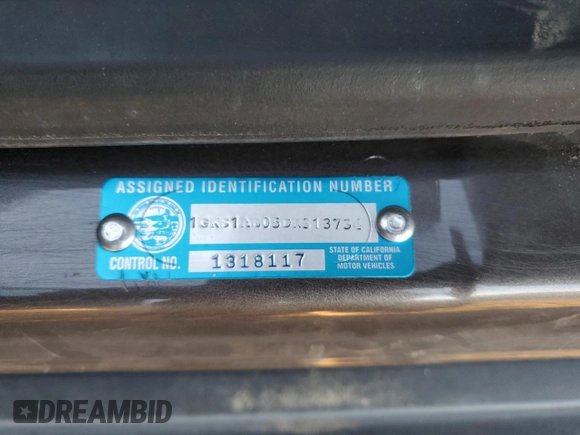 ASSIGNED IDENTIFICATION NUMBER
CONTROL NO. 1318117
STATE OF CALIFORNIA
DEPARTMENT OF
MOTOR VEHICLES
DREAMBID